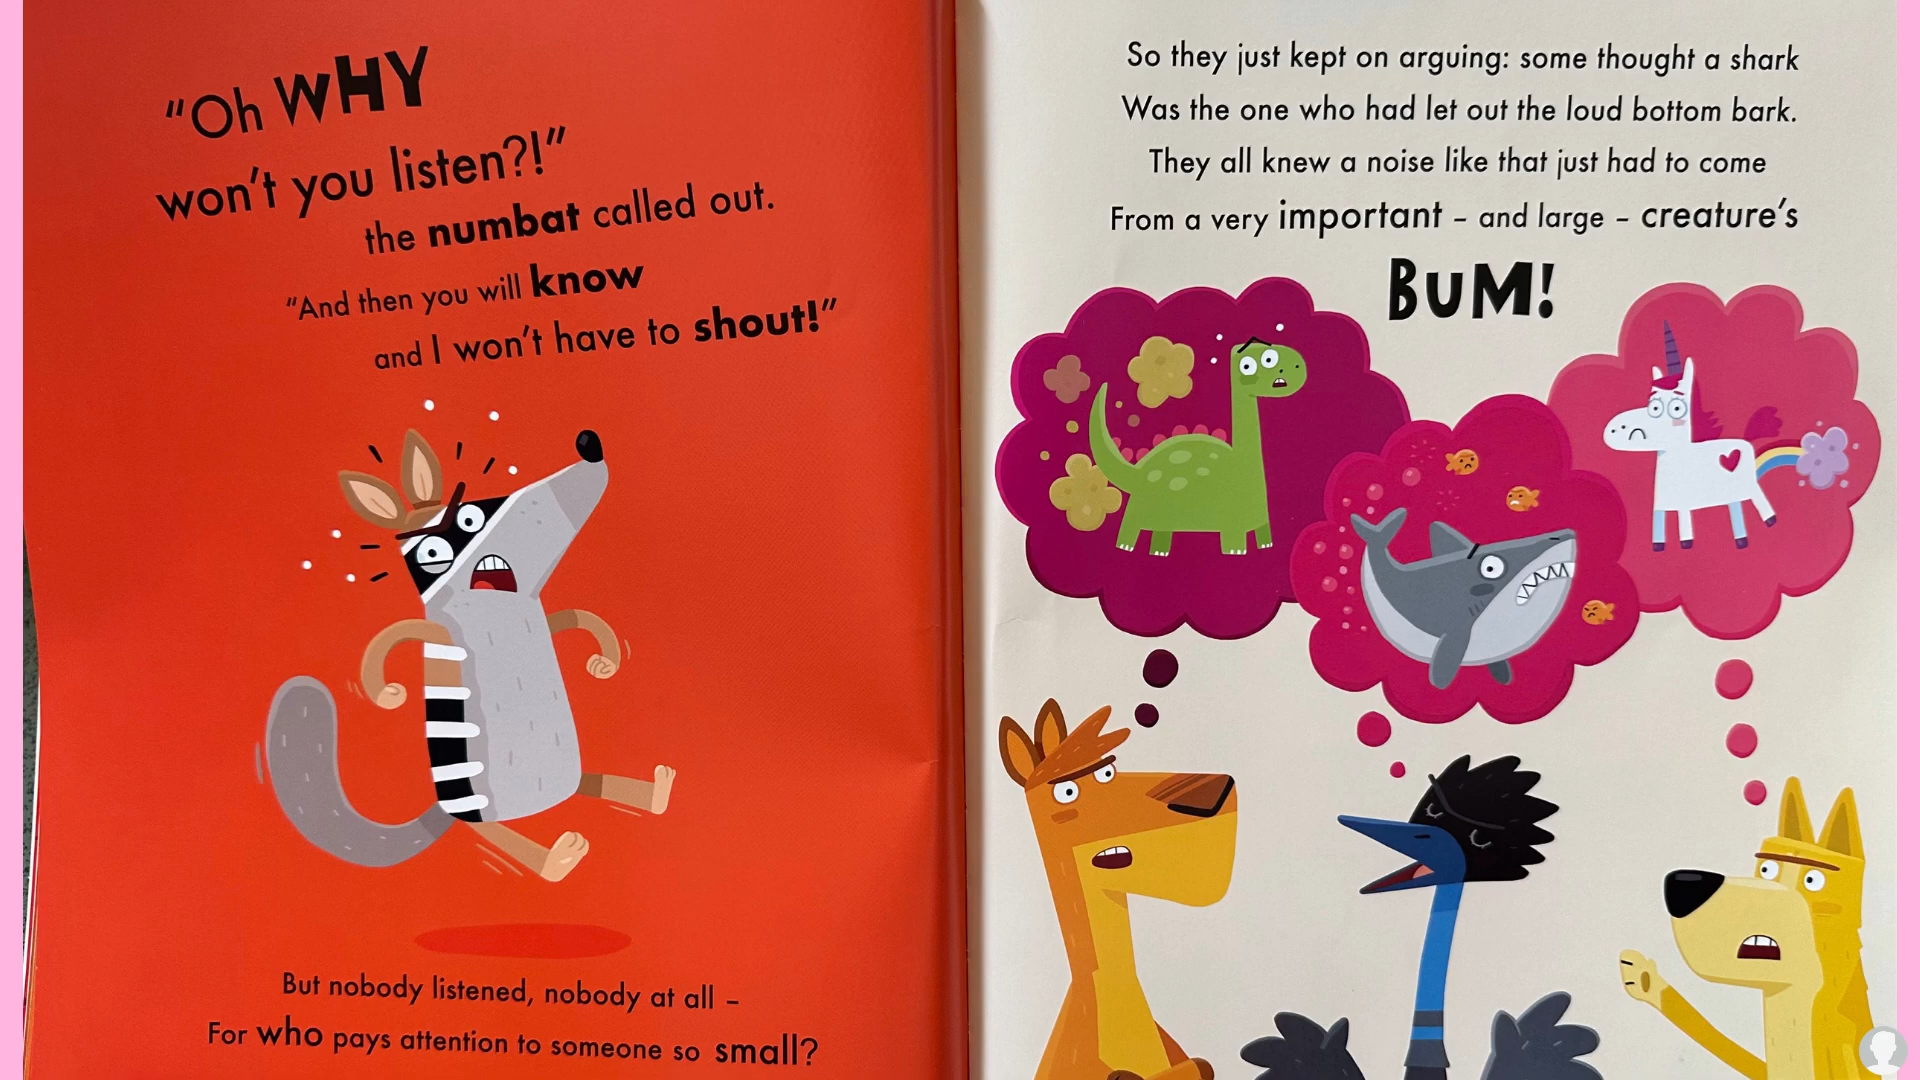 "Oh WHY
won't you listen?!"
the numbat called out.
"And then you will know
and I won't have to shout!"
But nobody listened, nobody at all –
For who pays attention to someone so small?
So they just kept on arguing: some thought a shark
Was the one who had let out the loud bottom bark.
They all knew a noise like that just had to come
From a very important – and large – creature's
BUM!